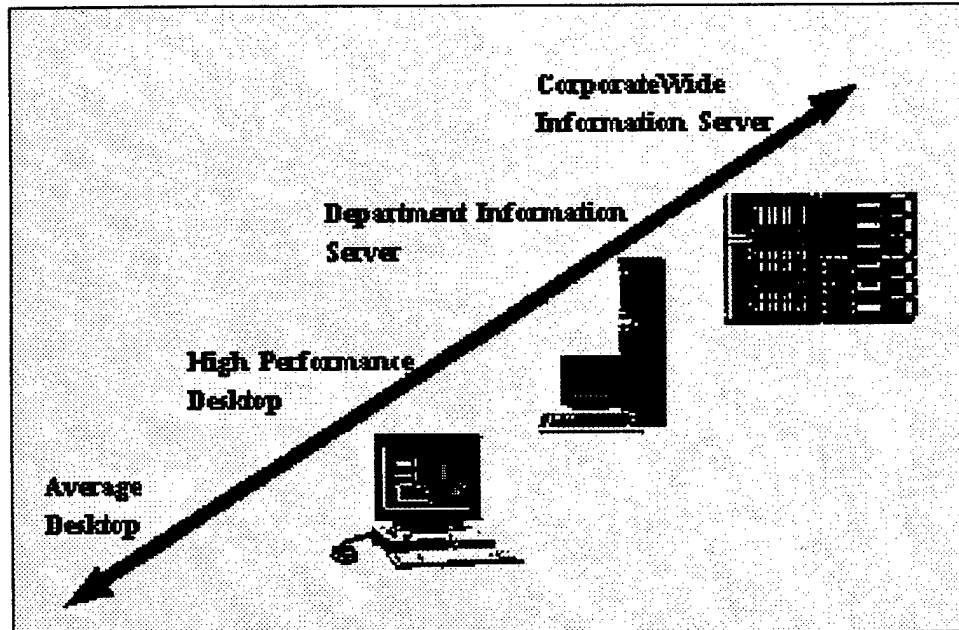 CorporateWide
Information Server
Department Information
Server
High Performance
Desktop
Average
Desktop